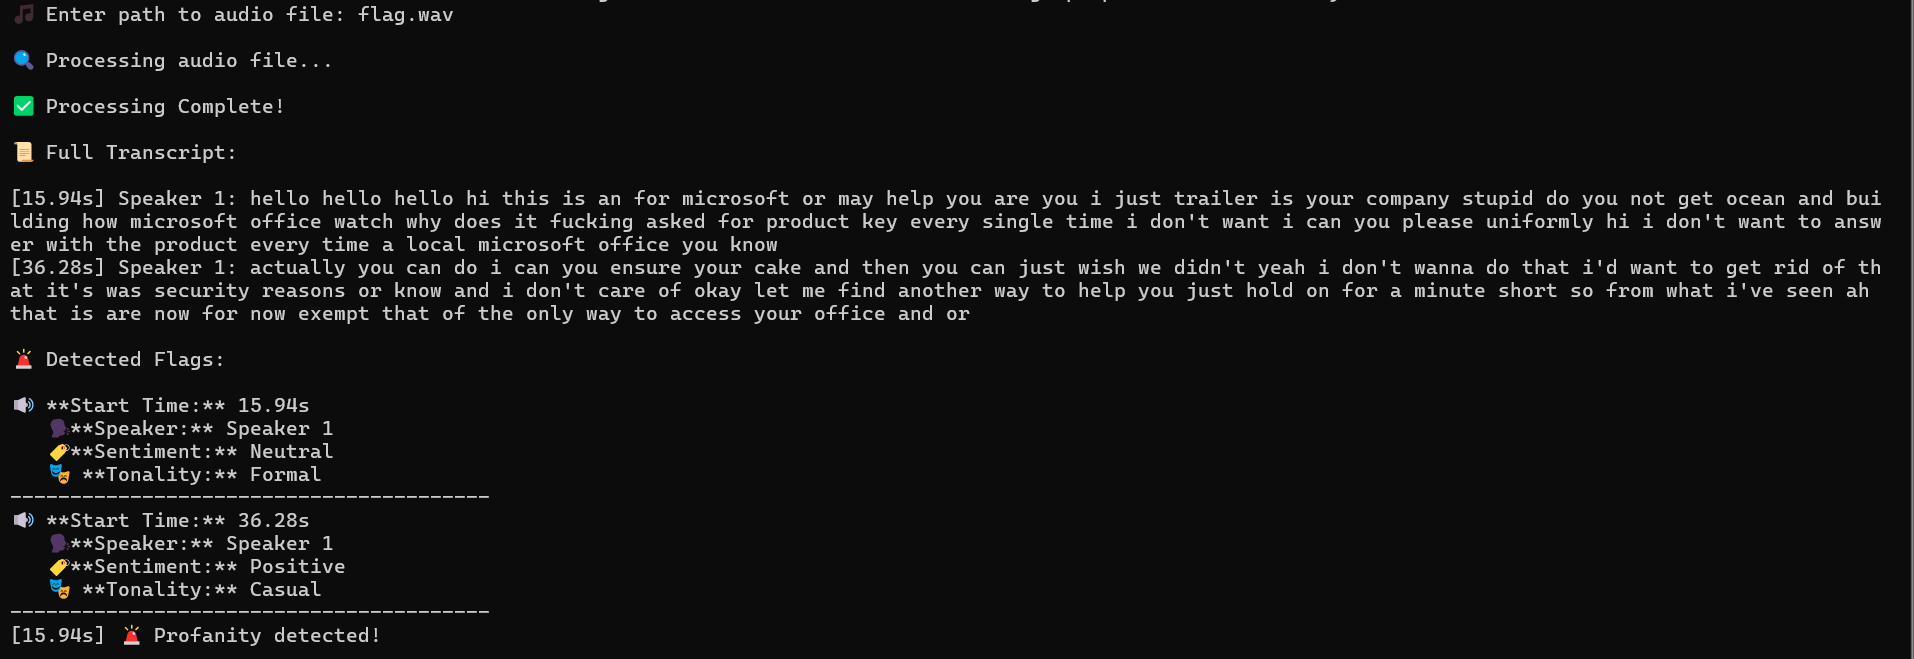 🎵 Enter path to audio file: flag.wav
🔍 Processing audio file...
✅ Processing Complete!
📜 Full Transcript:
[15.94s] Speaker 1: hello hello hello hi this is an for microsoft or may help you are you i just trailer is your company stupid do you not get ocean and bui
lding how microsoft office watch why does it fucking asked for product key every single time i don't want i can you please uniformly hi i don't want to answ
er with the product every time a local microsoft office you know
[36.28s] Speaker 1: actually you can do i can you ensure your cake and then you can just wish we didn't yeah i don't wanna do that i'd want to get rid of th
at it's was security reasons or know and i don't care of okay let me find another way to help you just hold on for a minute short so from what i've seen ah
that is are now for now exempt that of the only way to access your office and or
🚨 Detected Flags:
🔊 **Start Time:** 15.94s
🗣**Speaker:** Speaker 1
🏷**Sentiment:** Neutral
🎭 **Tonality:** Formal
----------------------------------------
🔊 **Start Time:** 36.28s
🗣**Speaker:** Speaker 1
🏷**Sentiment:** Positive
🎭 **Tonality:** Casual
----------------------------------------
[15.94s] 🚨 Profanity detected!